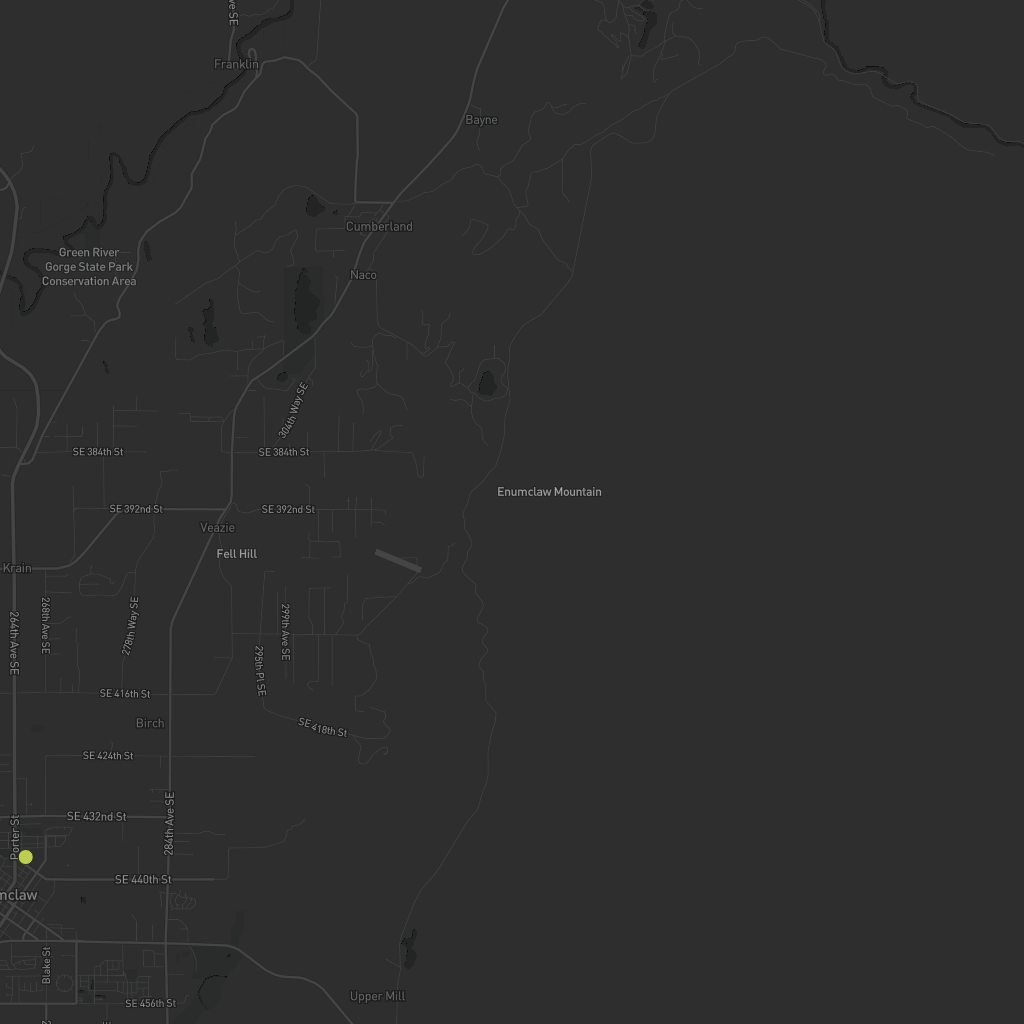 ve SE
Franklin
Bayne
Cumberland
Green River
Gorge State Park
Conservation Area
Naco
304th Way SE
SE 384th St
SE 384th St
Enumclaw Mountain
SE 392nd St
SE 392nd St
Veazie
Fell Hill
Krain
264th Ave SE
268th Ave SE
278th Way SE
299th Ave SE
295th Pl SE
SE 416th St
Birch
SE 418th St
SE 424th St
SE 432nd St
284th Ave SE
Porter St
SE 440th St
mclaw
Blake St
Upper Mill
SE 456th St